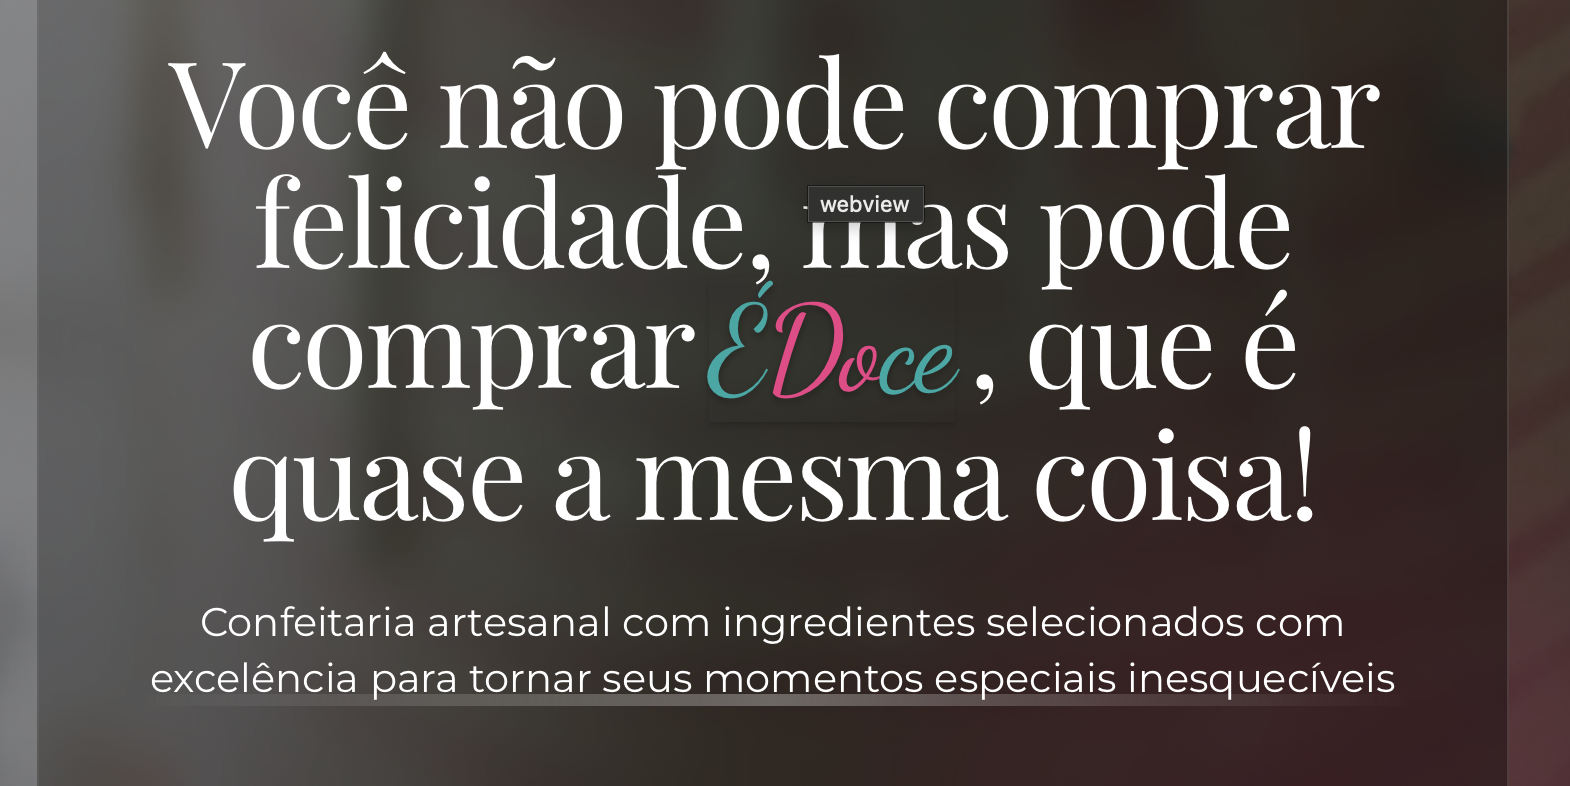 Você não pode comprar
felicidade, mas pode
webview
comprar ÉDoce , que é
quase a mesma coisa!
Confeitaria artesanal com ingredientes selecionados com
excelência para tornar seus momentos especiais inesquecíveis